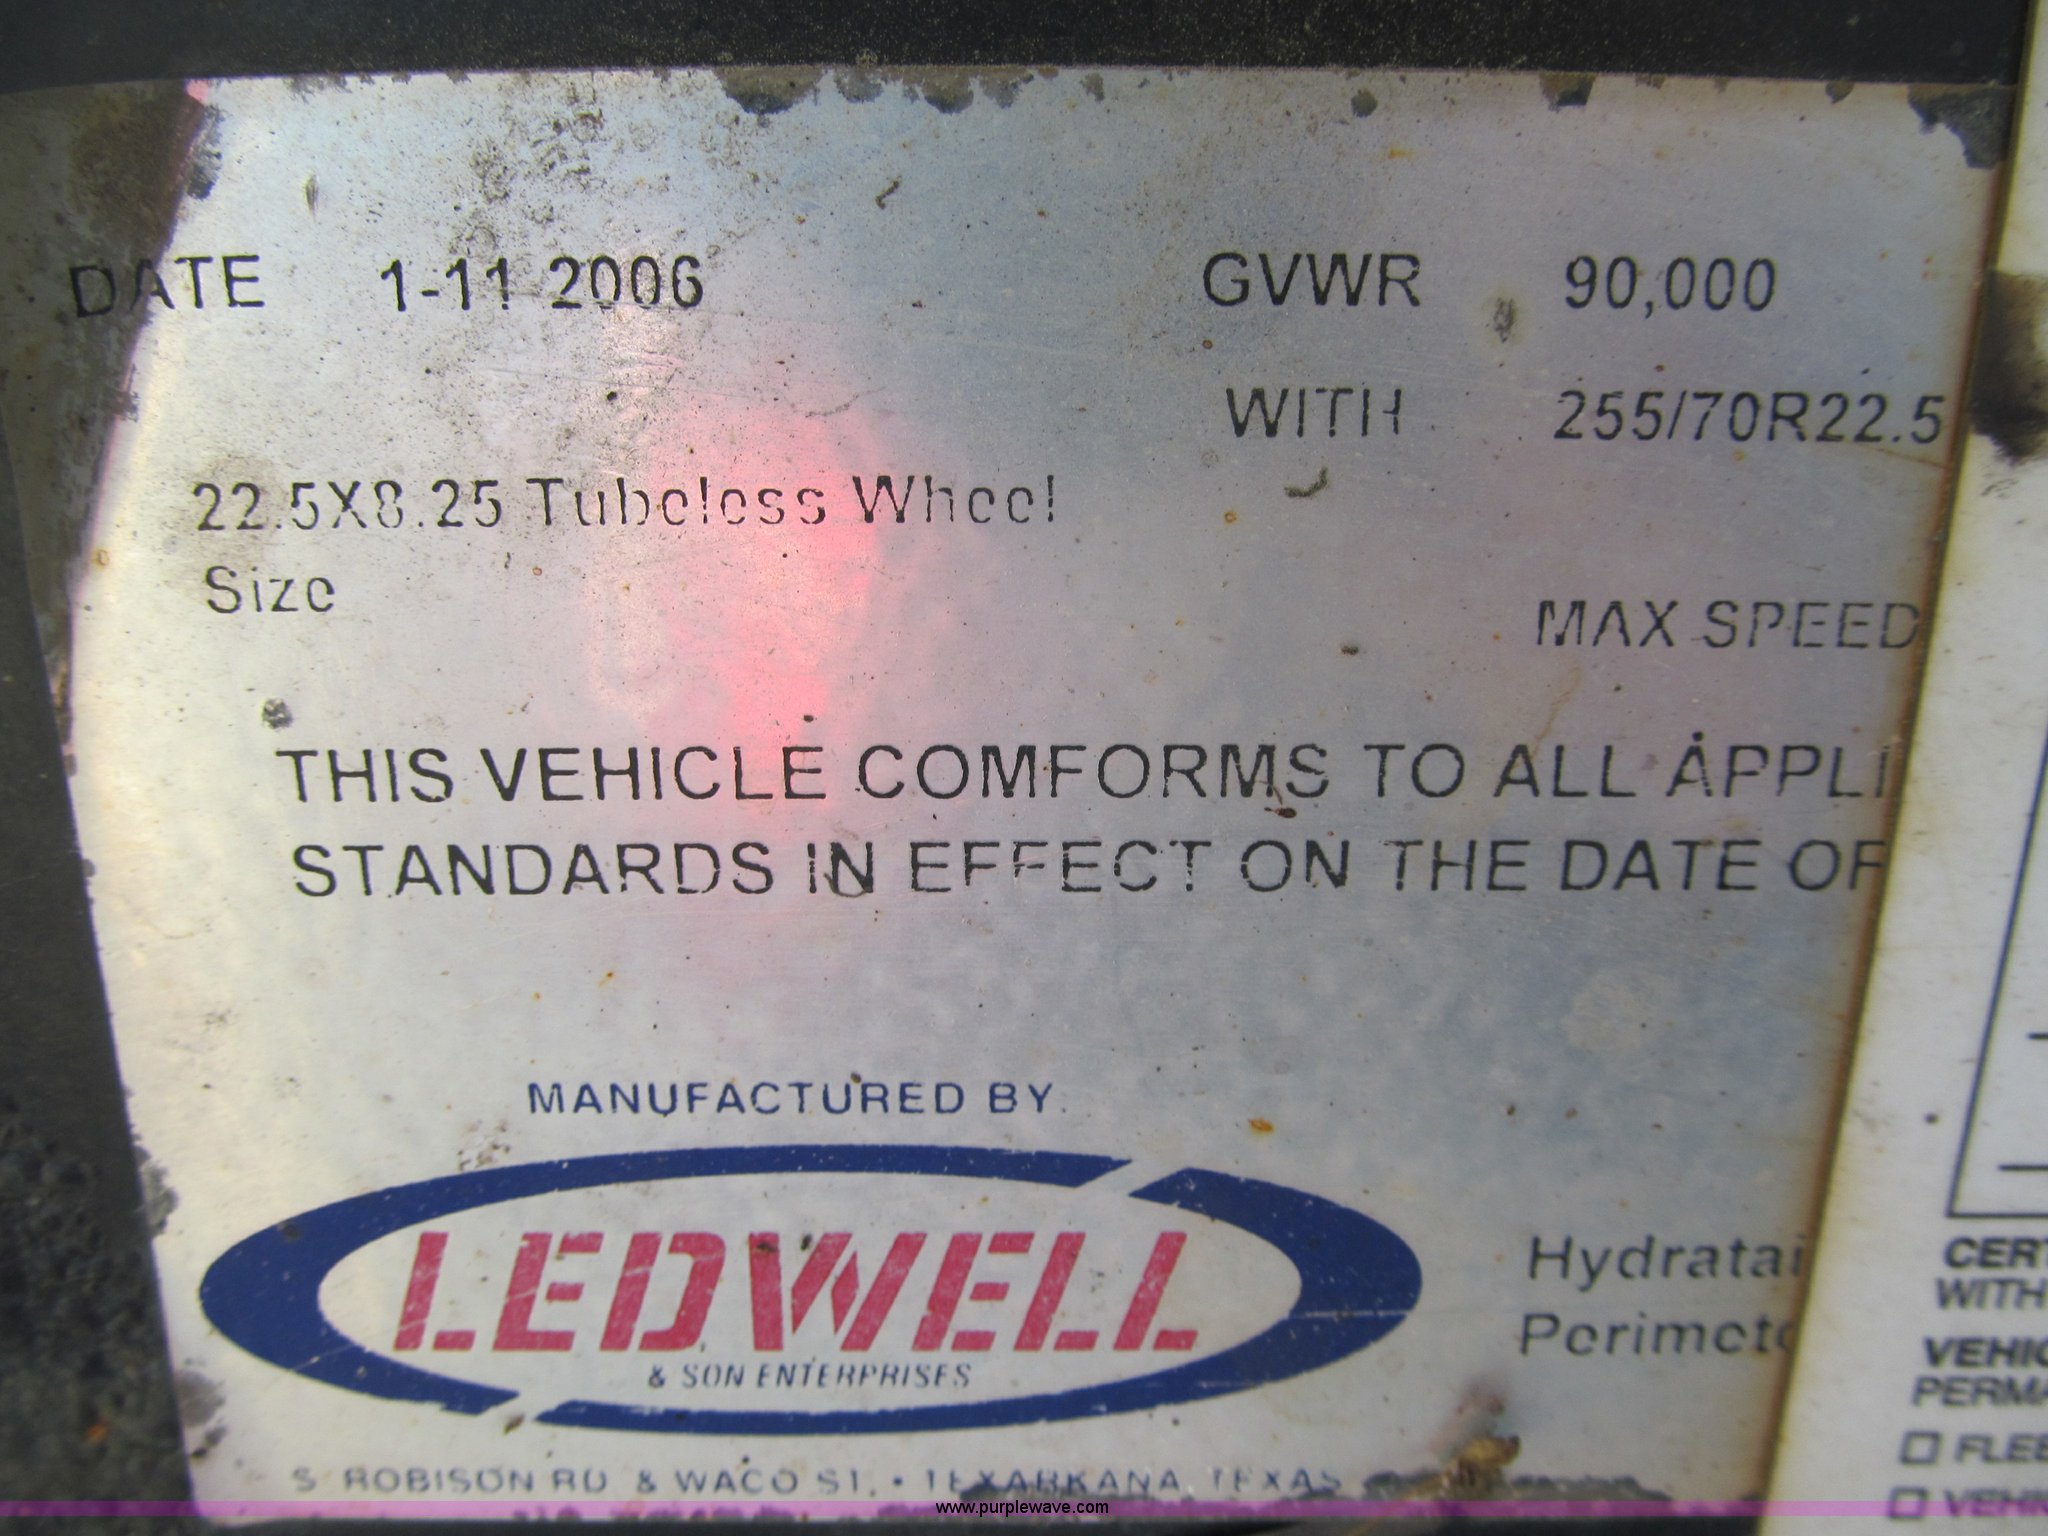 DATE 1-11 2006 GVWR 90,000
WITH 255/70R22.5
22.5X8.25 Tubeless Wheel
Size
MAX SPEED
THIS VEHICLE COMFORMS TO ALL APPLI
STANDARDS IN EFFECT ON THE DATE OF
MANUFACTURED BY:
LEDWELL
& SON ENTERPRISES
Hydratai
Perimete
S. ROBISON RD. & WACO ST. • TEXARKANA, TEXAS
www.purplewave.com
CERT
WITH
VEHIC
PERMA
FLEE
VEHI